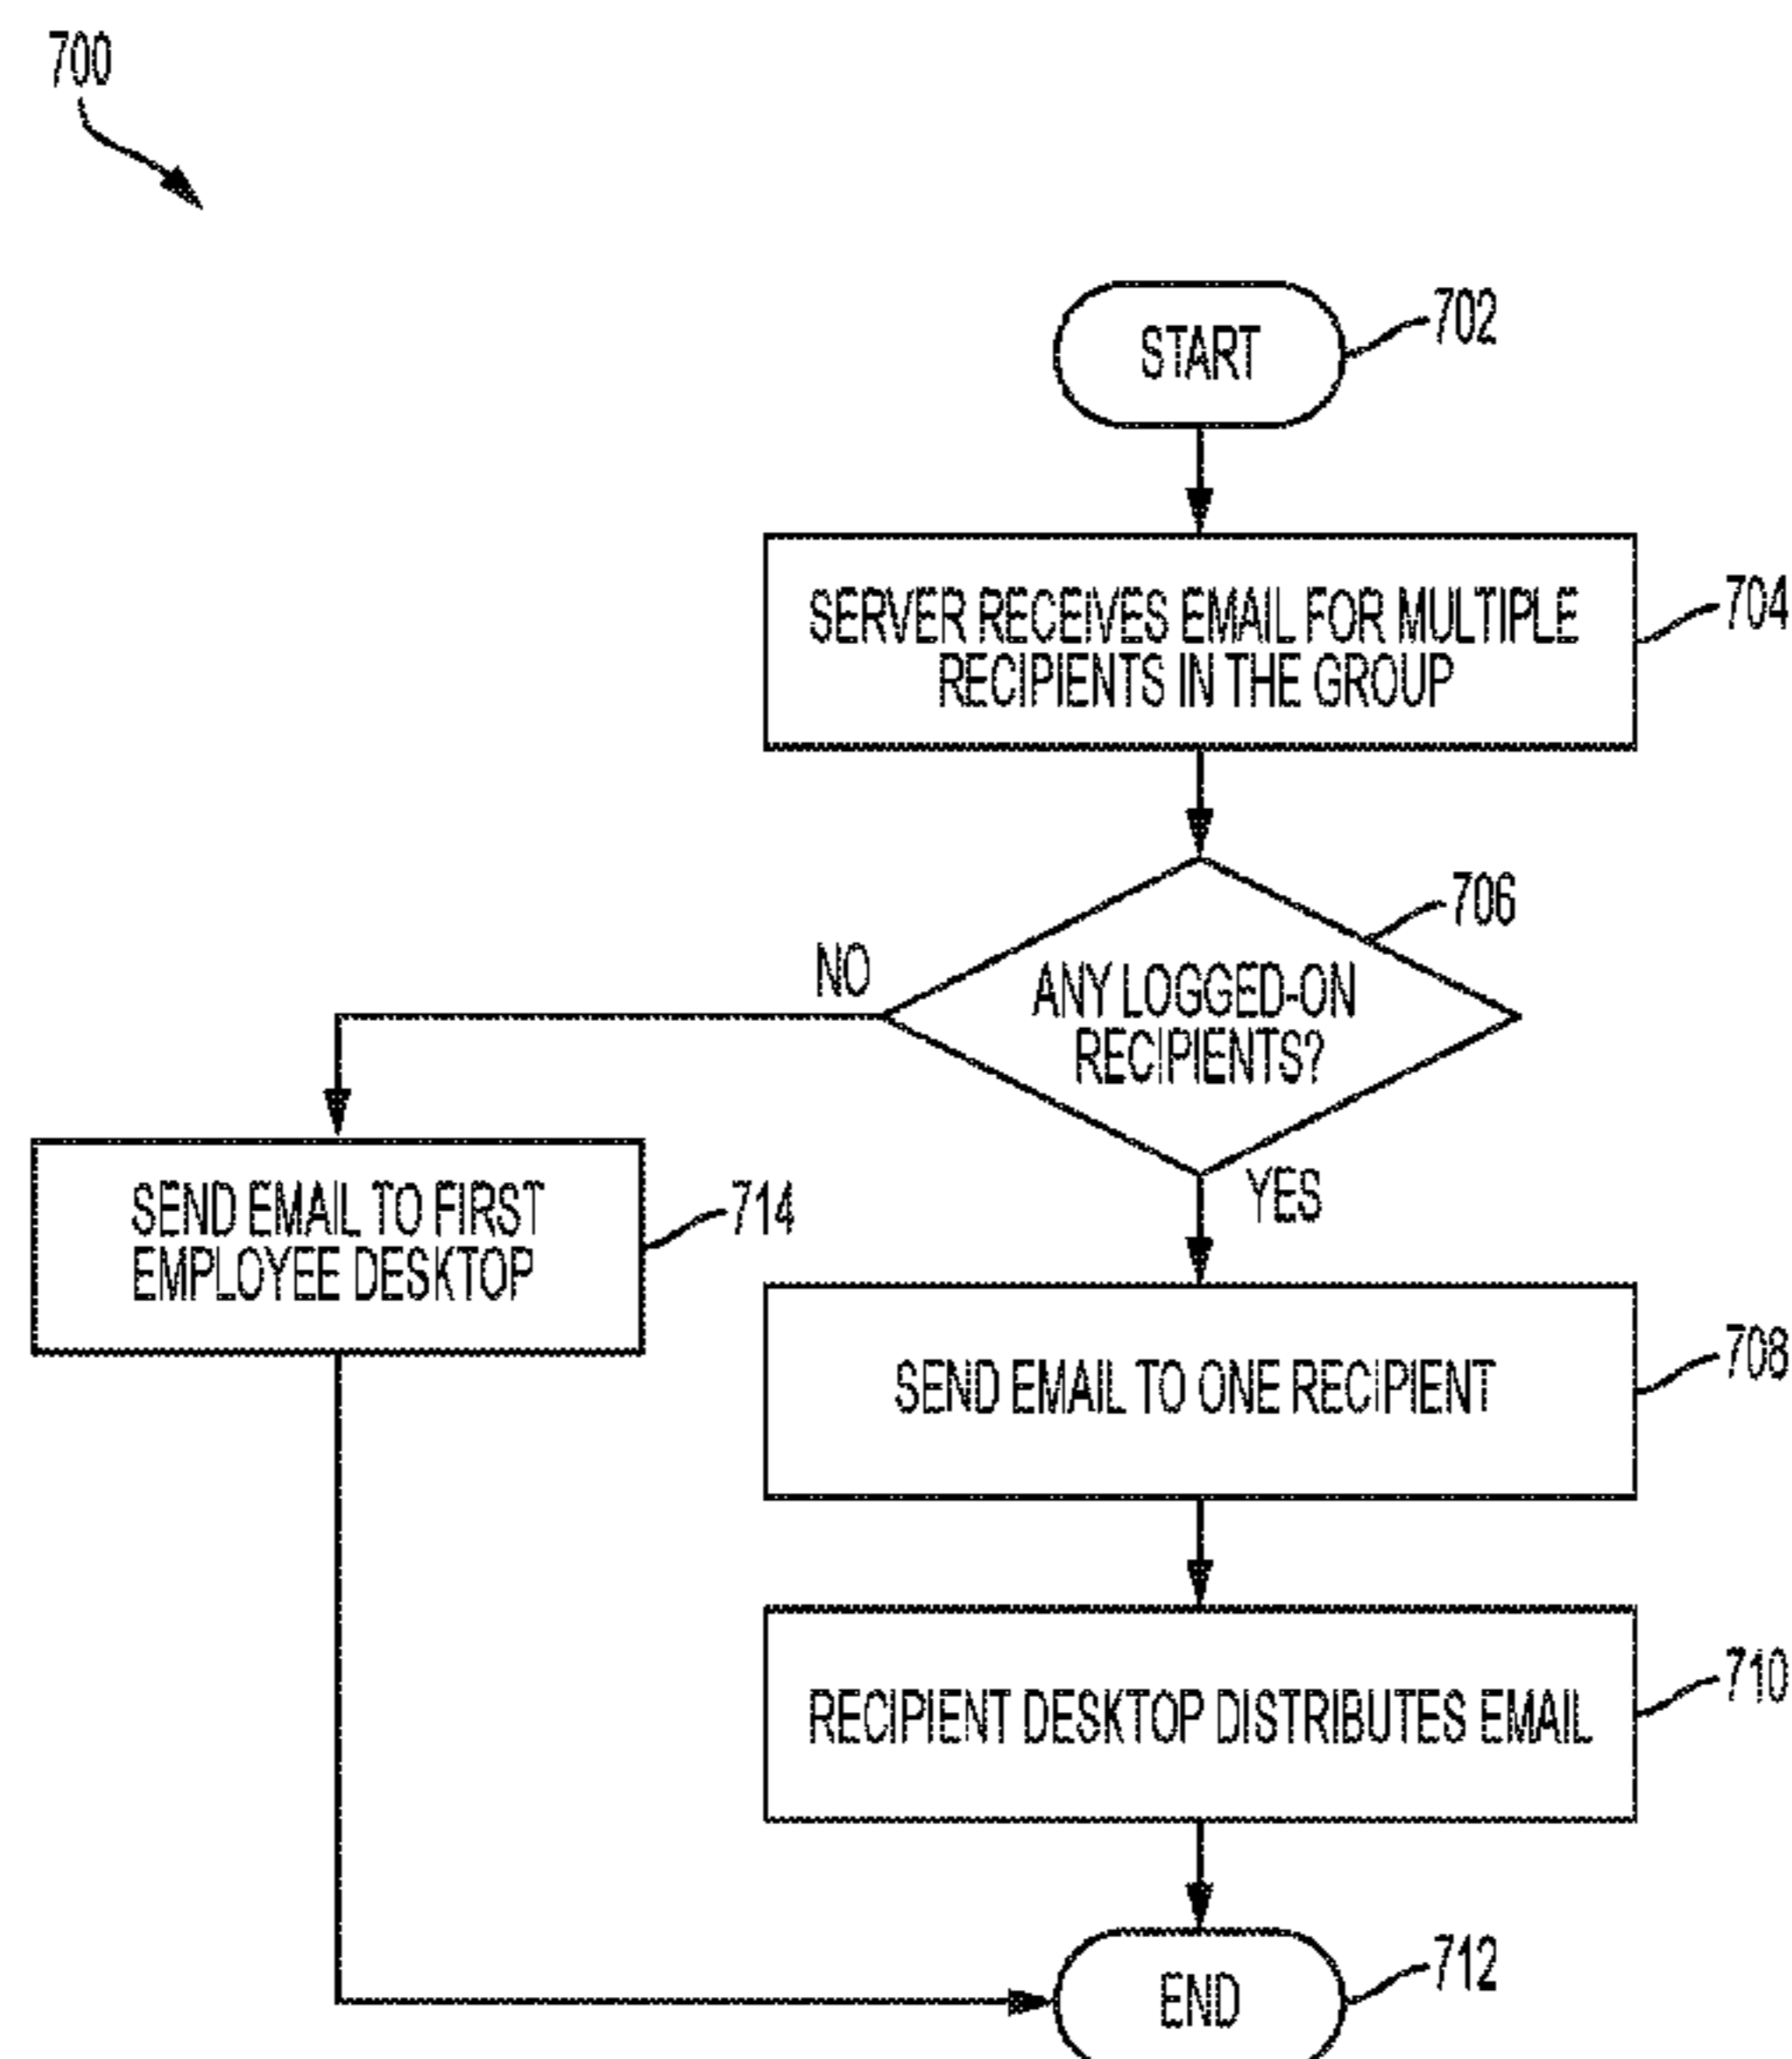 700
START
702
SERVER RECEIVES EMAIL FOR MULTIPLE
RECIPIENTS IN THE GROUP
704
706
ANY LOGGED-ON
RECIPIENTS?
NO
YES
SEND EMAIL TO FIRST
EMPLOYEE DESKTOP
714
SEND EMAIL TO ONE RECIPIENT
708
RECIPIENT DESKTOP DISTRIBUTES EMAIL
710
END
712